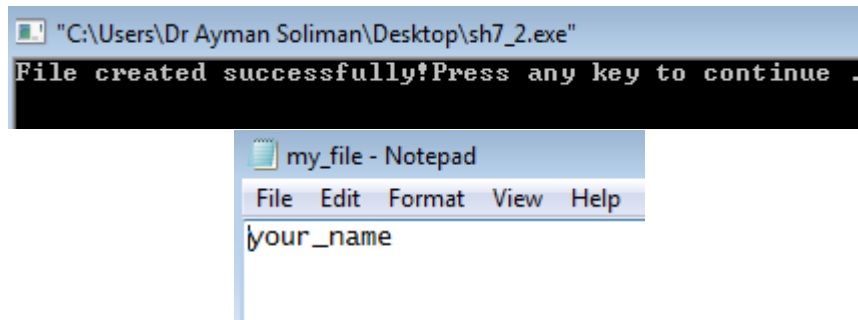 "C:\Users\Dr Ayman Soliman\Desktop\sh7_2.exe"
File created successfully!Press any key to continue .
my_file - Notepad
File Edit Format View Help
your_name